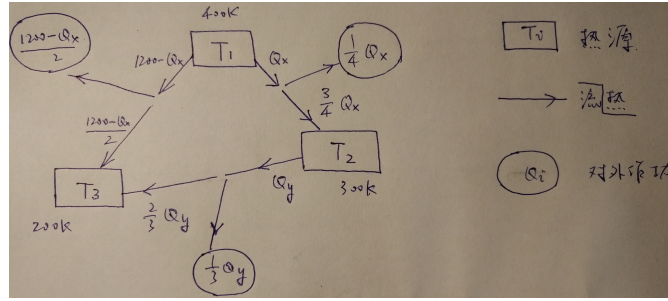 400K
T₁
(1200-Qx)/2
1200-Qx
Qx
1/4 Qx
3/4 Qx
(1200-Qx)/2
T₂
300K
T₃
200K
2/3 Qy
Qy
1/3 Qy
Ti 热源
流热
Qi 对外作功